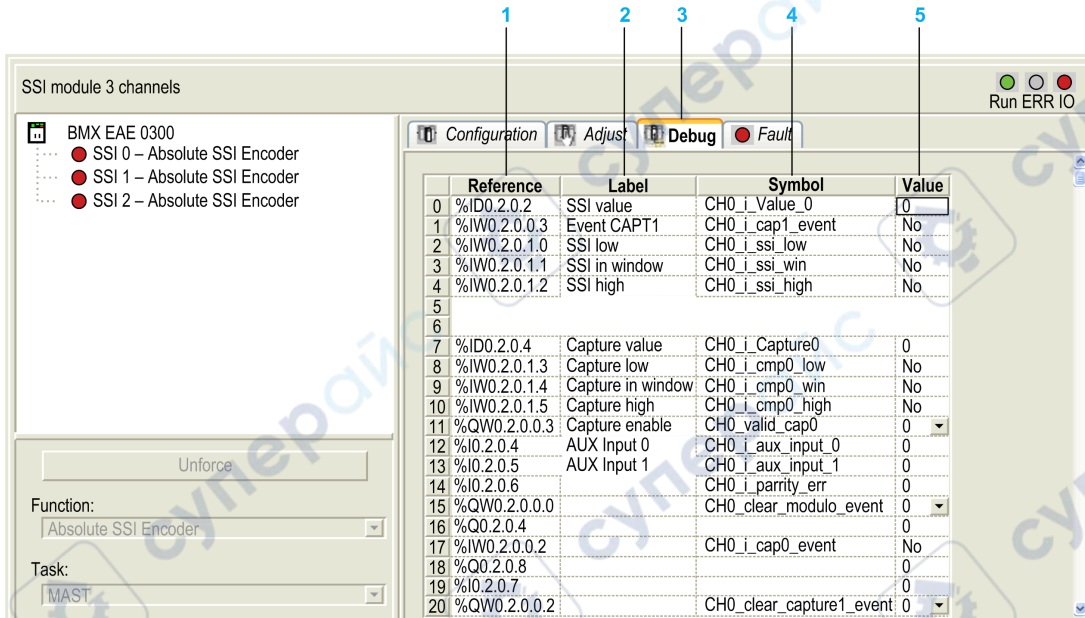 1 2 3 4 5
SSI module 3 channels
Run ERR IO
BMX EAE 0300
SSI 0 – Absolute SSI Encoder
SSI 1 – Absolute SSI Encoder
SSI 2 – Absolute SSI Encoder
Unforce
Function:
Absolute SSI Encoder
Task:
MAST
Configuration Adjust Debug Fault
Reference Label Symbol Value
0 %ID0.2.0.2 SSI value CH0_i_Value_0 0
1 %IW0.2.0.0.3 Event CAPT1 CH0_i_cap1_event No
2 %IW0.2.0.1.0 SSI low CH0_i_ssi_low No
3 %IW0.2.0.1.1 SSI in window CH0_i_ssi_win No
4 %IW0.2.0.1.2 SSI high CH0_i_ssi_high No
5
6
7 %ID0.2.0.4 Capture value CH0_i_Capture0 0
8 %IW0.2.0.1.3 Capture low CH0_i_cmp0_low No
9 %IW0.2.0.1.4 Capture in window CH0_i_cmp0_win No
10 %IW0.2.0.1.5 Capture high CH0_i_cmp0_high No
11 %QW0.2.0.0.3 Capture enable CH0_valid_cap0 0
12 %I0.2.0.4 AUX Input 0 CH0_i_aux_input_0 0
13 %I0.2.0.5 AUX Input 1 CH0_i_aux_input_1 0
14 %I0.2.0.6 CH0_i_parrity_err 0
15 %QW0.2.0.0.0 CH0_clear_modulo_event 0
16 %Q0.2.0.4 0
17 %IW0.2.0.0.2 CH0_i_cap0_event No
18 %Q0.2.0.8 0
19 %I0.2.0.7 0
20 %QW0.2.0.0.2 CH0_clear_capture1_event 0